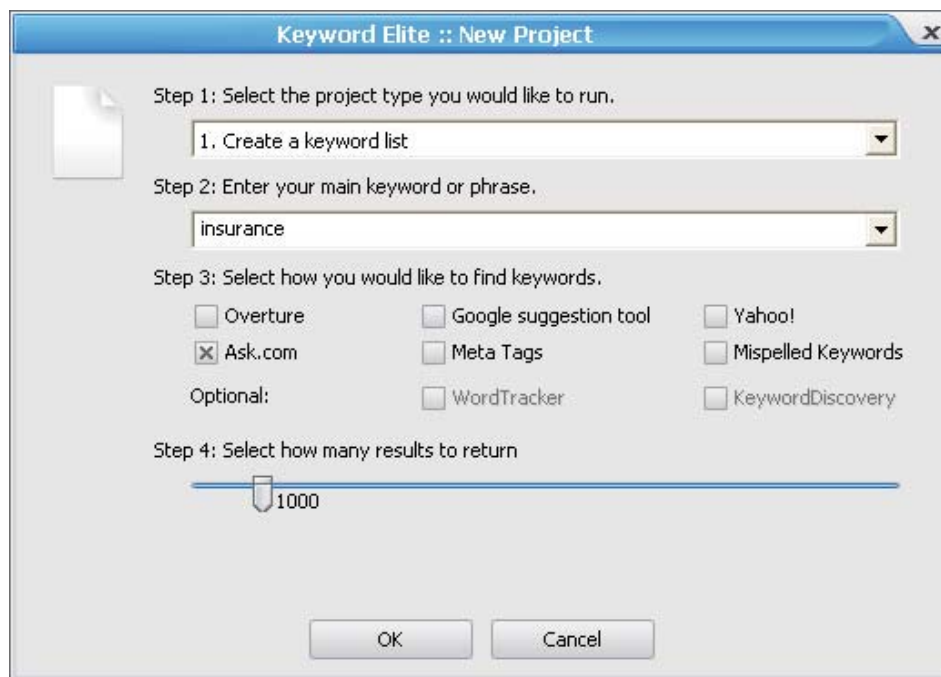 Keyword Elite :: New Project
Step 1: Select the project type you would like to run.
1. Create a keyword list
Step 2: Enter your main keyword or phrase.
insurance
Step 3: Select how you would like to find keywords.
Overture Google suggestion tool Yahoo!
Ask.com Meta Tags Mispelled Keywords
Optional: WordTracker KeywordDiscovery
Step 4: Select how many results to return
1000
OK Cancel